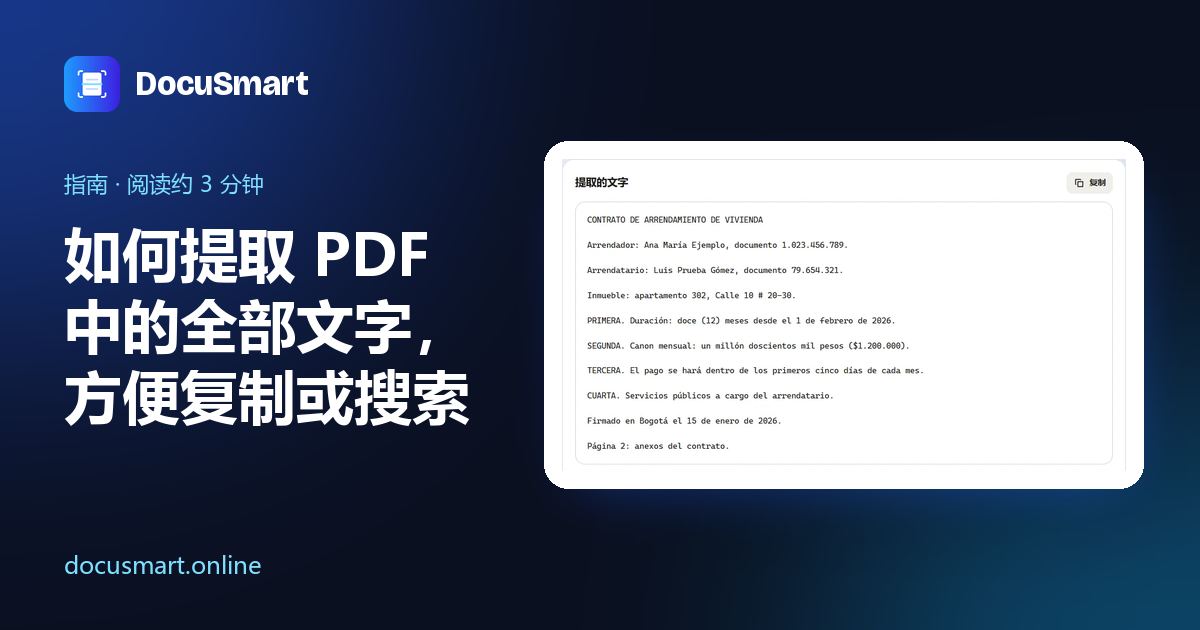 DocuSmart
指南 · 阅读约 3 分钟
如何提取 PDF
中的全部文字，
方便复制或搜索
docusmart.online
提取的文字
复制
CONTRATO DE ARRENDAMIENTO DE VIVIENDA
Arrendador: Ana María Ejemplo, documento 1.023.456.789.
Arrendatario: Luis Prueba Gómez, documento 79.654.321.
Inmueble: apartamento 302, Calle 10 # 20-30.
PRIMERA. Duración: doce (12) meses desde el 1 de febrero de 2026.
SEGUNDA. Canon mensual: un millón doscientos mil pesos ($1.200.000).
TERCERA. El pago se hará dentro de los primeros cinco días de cada mes.
CUARTA. Servicios públicos a cargo del arrendatario.
Firmado en Bogotá el 15 de enero de 2026.
Página 2: anexos del contrato.